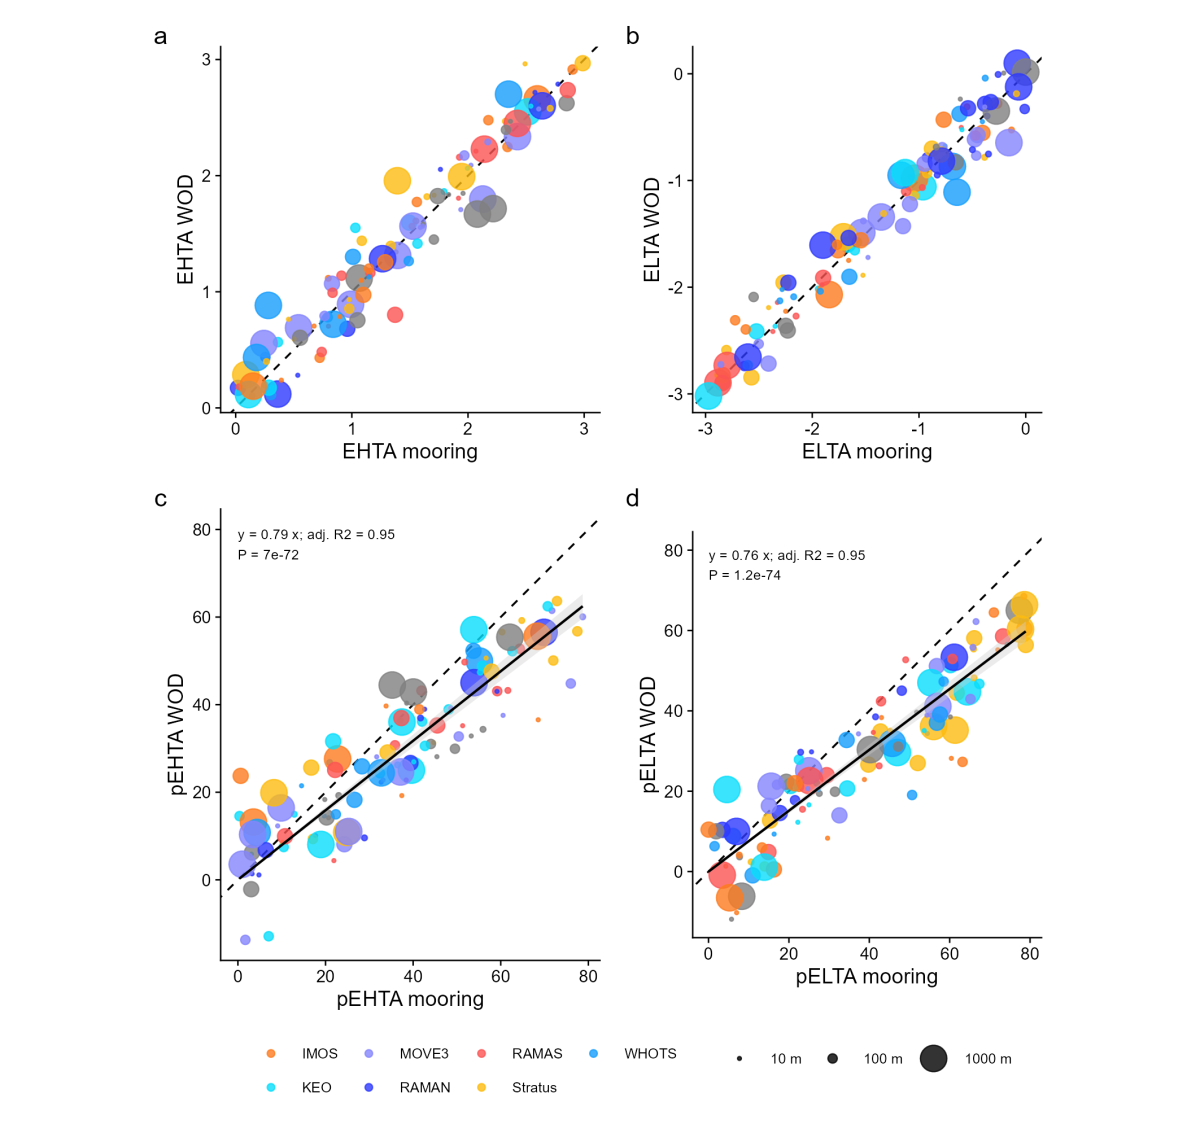 a
b
3
2
1
0
EHTA WOD
0
1
2
3
EHTA mooring
0
-1
-2
-3
ELTA WOD
-3
-2
-1
0
ELTA mooring
c
d
y = 0.79 x; adj. R2 = 0.95
P = 7e-72
80
60
40
20
0
pEHTA WOD
0
20
40
60
80
pEHTA mooring
y = 0.76 x; adj. R2 = 0.95
P = 1.2e-74
80
60
40
20
0
pELTA WOD
0
20
40
60
80
pELTA mooring
IMOS
MOVE3
RAMAS
WHOTS
KEO
RAMAN
Stratus
10 m
100 m
1000 m